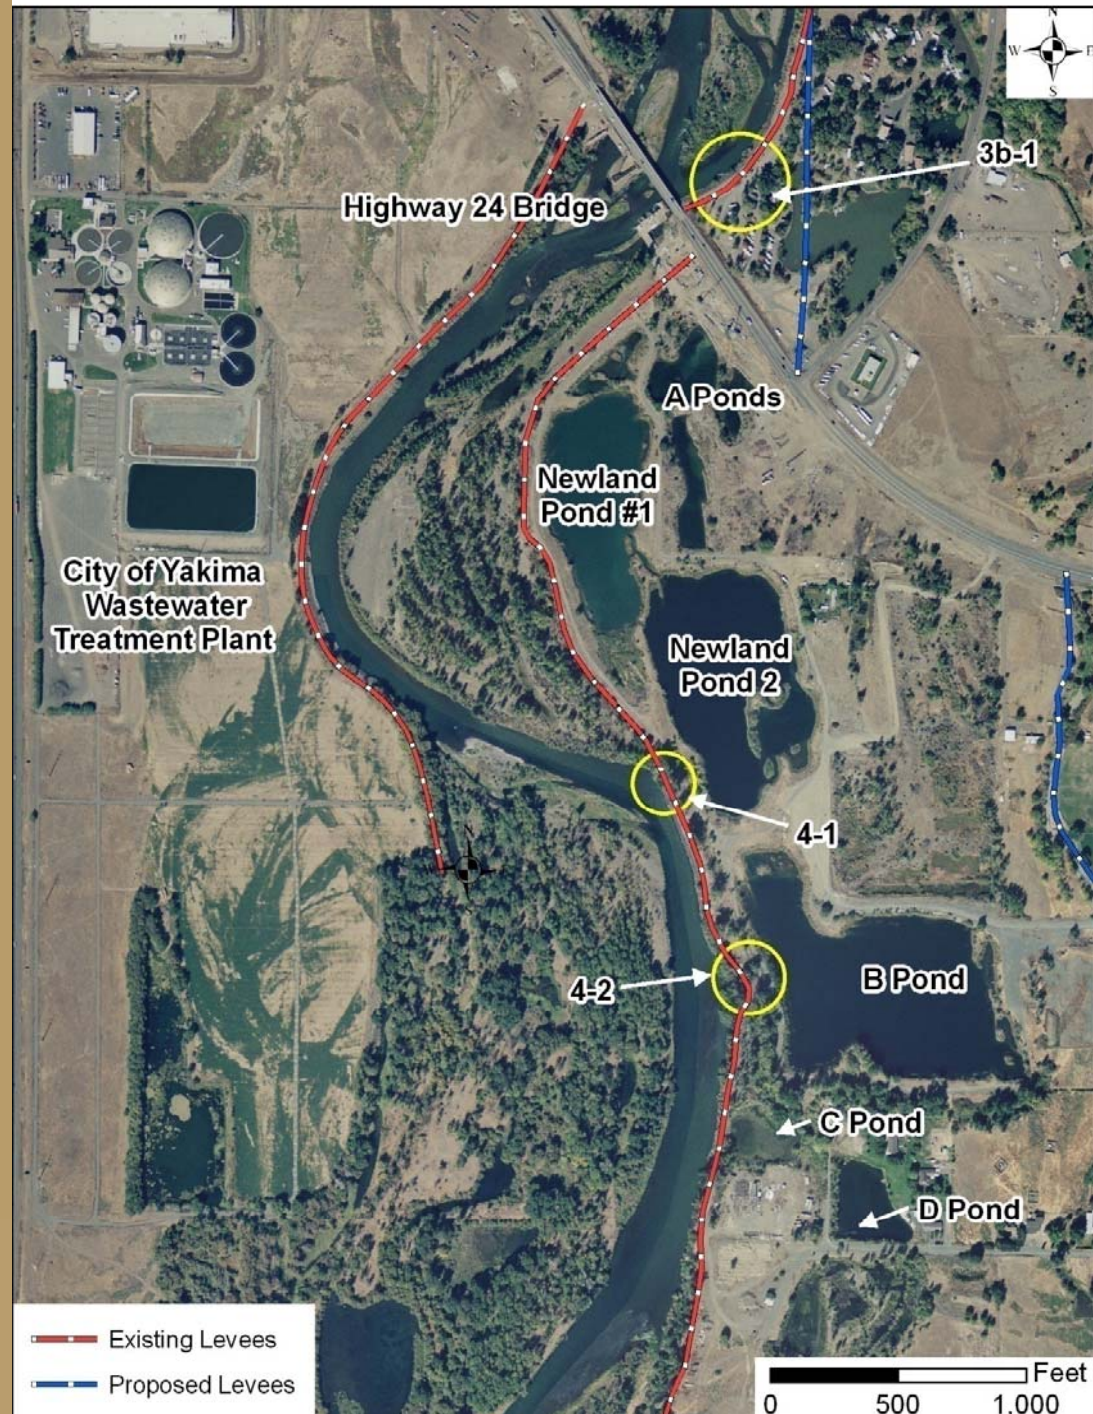 N
W E
S
3b-1
Highway 24 Bridge
A Ponds
Newland
Pond #1
City of Yakima
Wastewater
Treatment Plant
Newland
Pond 2
4-1
4-2
B Pond
C Pond
D Pond
Existing Levees
Proposed Levees
Feet
0 500 1,000